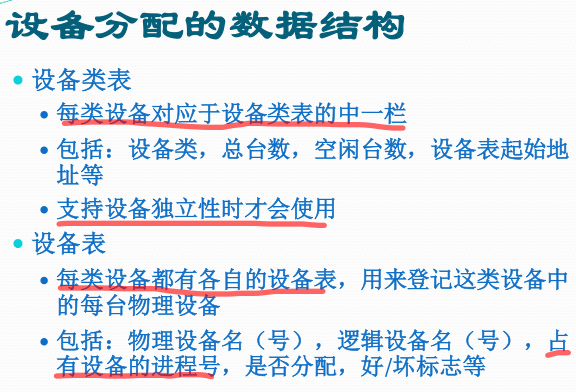 设备分配的数据结构
设备类表
每类设备对应于设备类表的中一栏
包括：设备类，总台数，空闲台数，设备表起始地
址等
支持设备独立性时才会使用
设备表
每类设备都有各自的设备表，用来登记这类设备中
的每台物理设备
包括：物理设备名（号），逻辑设备名（号），占
有设备的进程号，是否分配，好/坏标志等